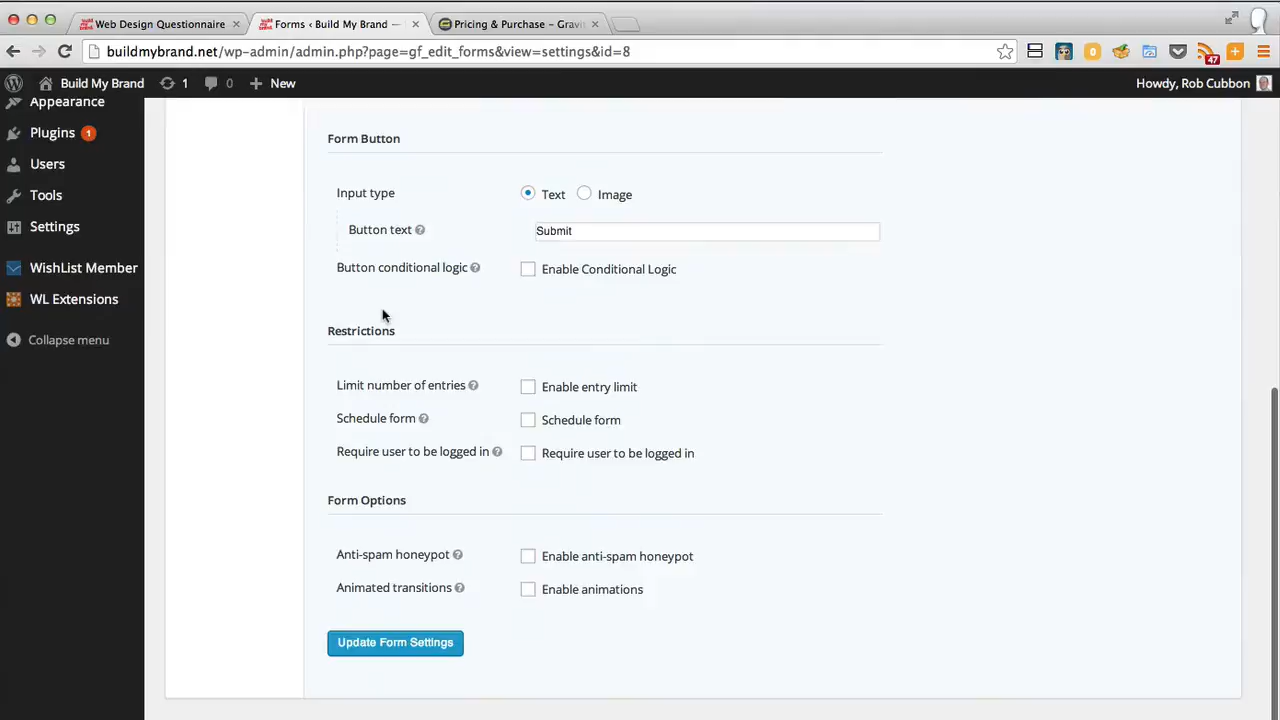 Web Design Questionnaire
Forms ‹ Build My Brand —
Pricing & Purchase – Gravit
buildmybrand.net/wp-admin/admin.php?page=gf_edit_forms&view=settings&id=8
47
Build My Brand
1
0
New
Howdy, Rob Cubbon
Appearance
Plugins 1
Users
Tools
Settings
WishList Member
WL Extensions
Collapse menu
Form Button
Input type
Text
Image
Button text ?
Submit
Button conditional logic ?
Enable Conditional Logic
Restrictions
Limit number of entries ?
Enable entry limit
Schedule form ?
Schedule form
Require user to be logged in ?
Require user to be logged in
Form Options
Anti-spam honeypot ?
Enable anti-spam honeypot
Animated transitions ?
Enable animations
Update Form Settings